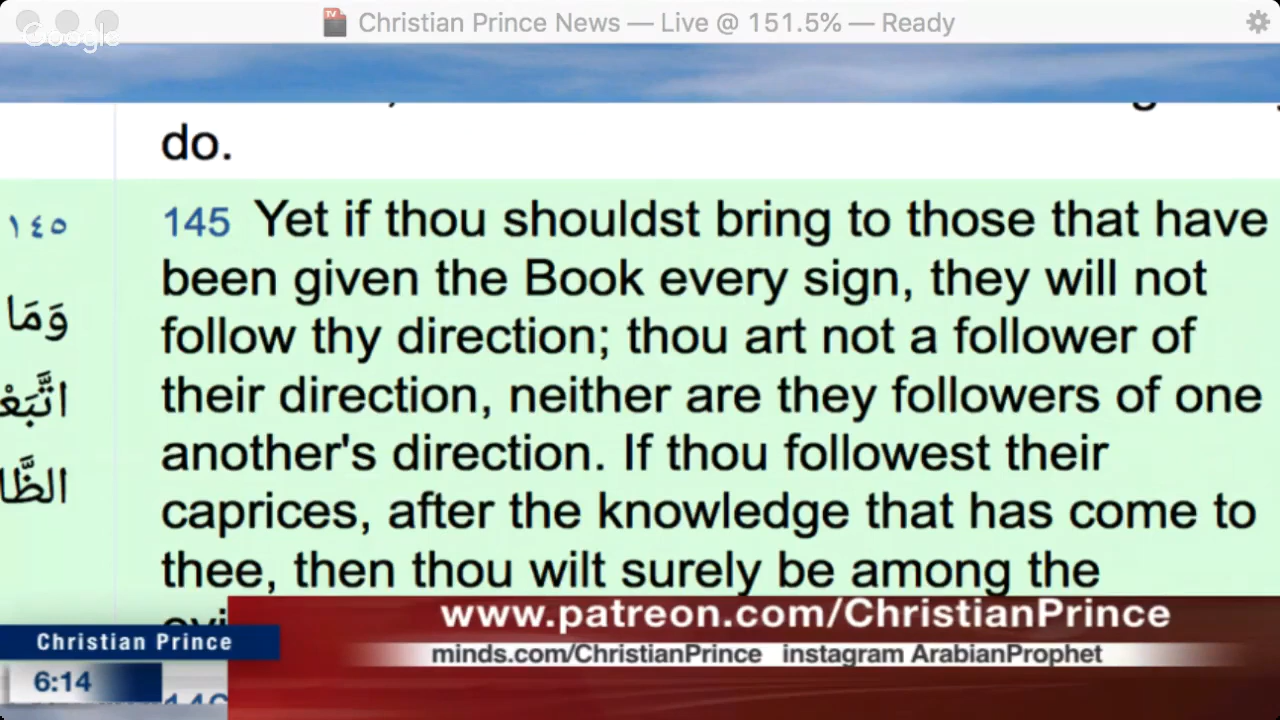 Christian Prince News — Live @ 151.5% — Ready
Google
do.
١٤٥
145 Yet if thou shouldst bring to those that have
been given the Book every sign, they will not
وَمَا
follow thy direction; thou art not a follower of
their direction, neither are they followers of one
another's direction. If thou followest their
caprices, after the knowledge that has come to
thee, then thou wilt surely be among the
www.patreon.com/ChristianPrince
Christian Prince
minds.com/ChristianPrince instagram ArabianProphet
6:14